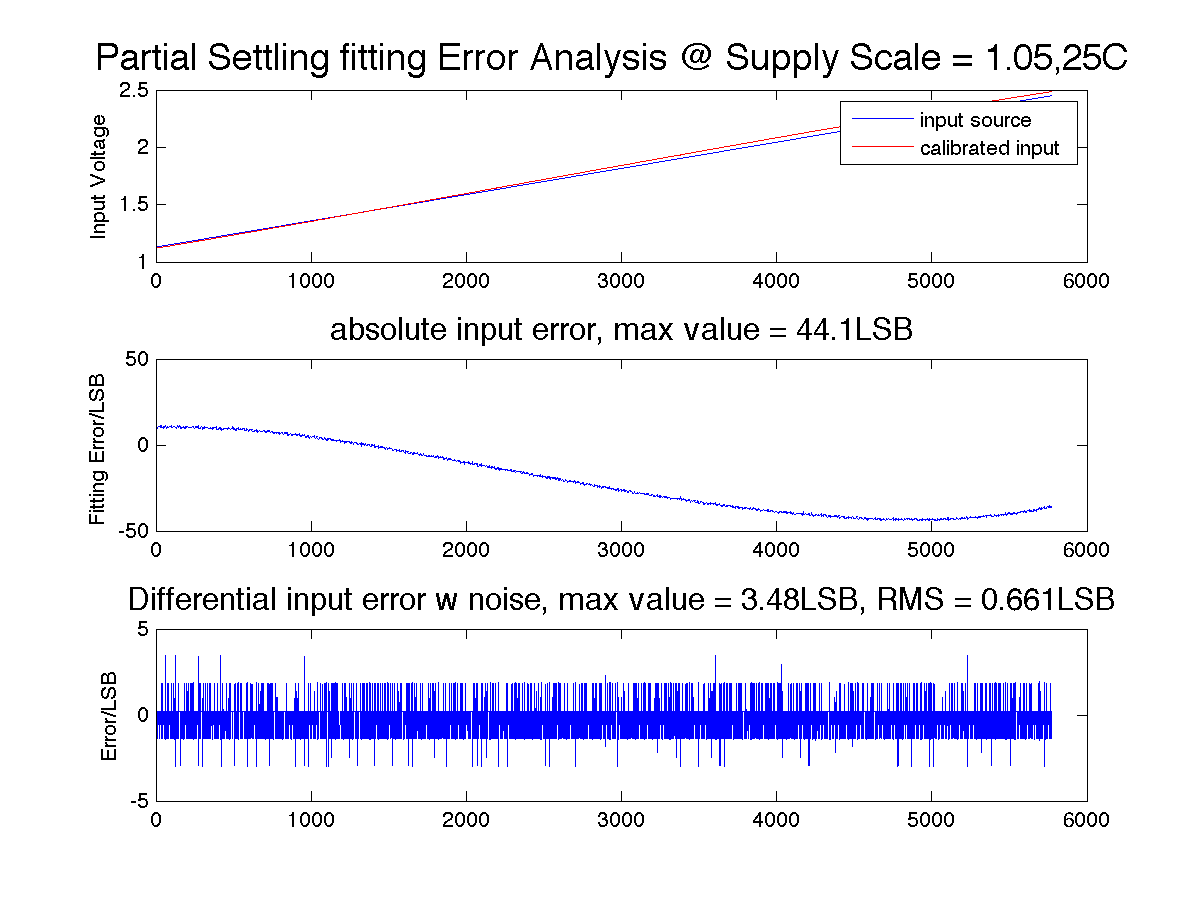 Partial Settling fitting Error Analysis @ Supply Scale = 1.05,25C
2.5
2
1.5
1
Input Voltage
input source
calibrated input
0 1000 2000 3000 4000 5000 6000
absolute input error, max value = 44.1LSB
50
0
-50
Fitting Error/LSB
0 1000 2000 3000 4000 5000 6000
Differential input error w noise, max value = 3.48LSB, RMS = 0.661LSB
5
0
-5
Error/LSB
0 1000 2000 3000 4000 5000 6000